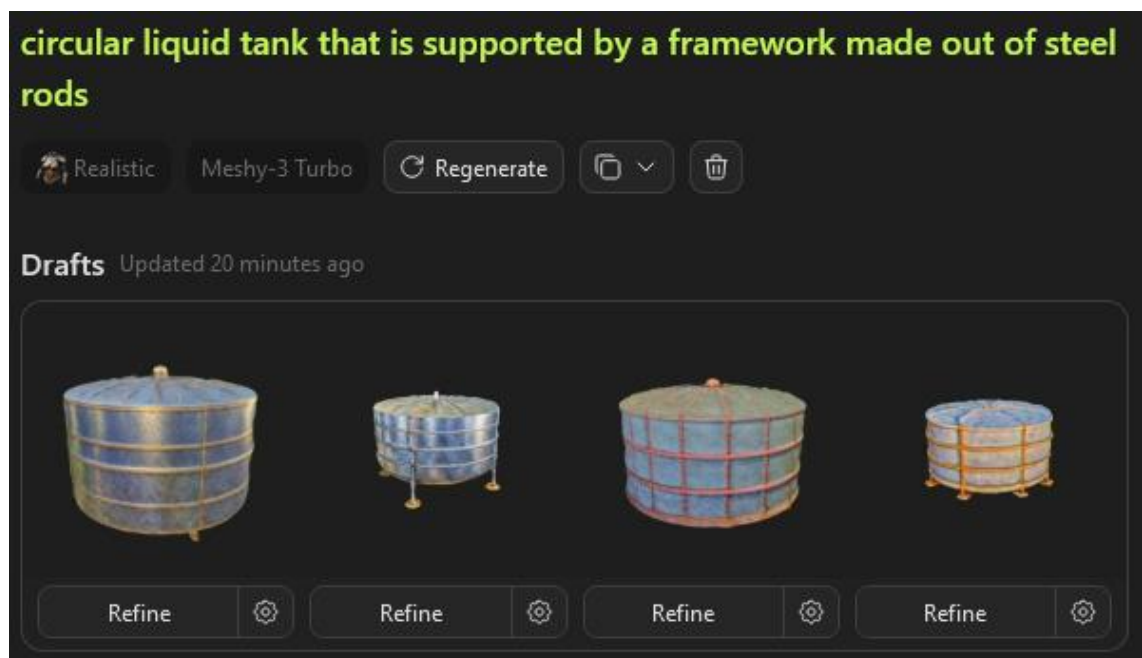 circular liquid tank that is supported by a framework made out of steel
rods
Realistic Meshy-3 Turbo Regenerate
Drafts Updated 20 minutes ago
Refine Refine Refine Refine